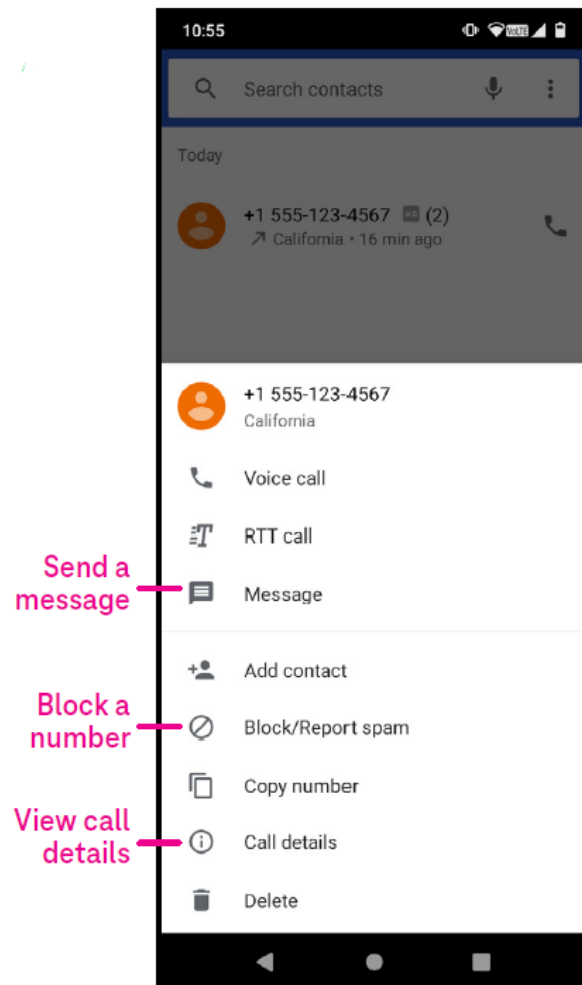 10:55
VoLTE
Search contacts
Today
+1 555-123-4567 HD (2)
California • 16 min ago
+1 555-123-4567
California
Voice call
RTT call
Send a
message
Message
Add contact
Block a
number
Block/Report spam
Copy number
View call
details
Call details
Delete